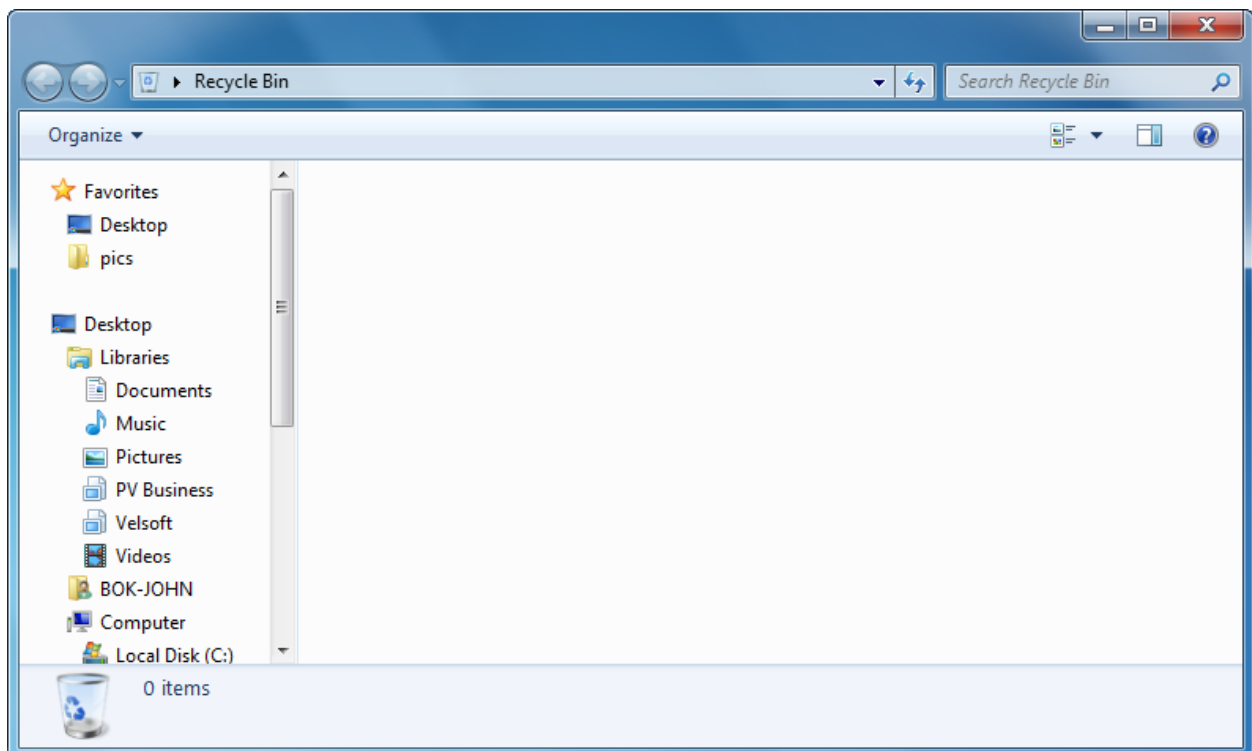 Recycle Bin
Search Recycle Bin
Organize
Favorites
Desktop
pics
Desktop
Libraries
Documents
Music
Pictures
PV Business
Velsoft
Videos
BOK-JOHN
Computer
Local Disk (C:)
0 items